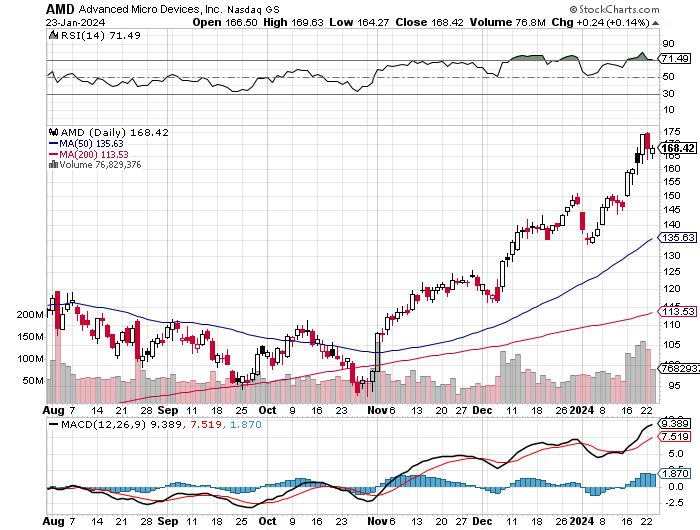 AMD Advanced Micro Devices, Inc. Nasdaq GS © StockCharts.com
23-Jan-2024 Open 166.50 High 169.63 Low 164.27 Close 168.42 Volume 76.8M Chg +0.24 (+0.14%)
RSI(14) 71.49
90
71.49
50
30
10
AMD (Daily) 168.42
MA(50) 135.63
MA(200) 113.53
Volume 76,829,376
175
168.42
165
160
155
150
145
140
135.63
130
125
120
115
113.53
110
105
100
95
7682937
200M
150M
100M
50M
Aug 7 14 21 28 Sep 11 18 25 Oct 9 16 23 Nov 6 13 20 27 Dec 11 18 26 2024 8 16 22
MACD(12,26,9) 9.389, 7.519, 1.870
9.389
7.519
5.0
1.870
0.0
-2.5
Aug 7 14 21 28 Sep 11 18 25 Oct 9 16 23 Nov 6 13 20 27 Dec 11 18 26 2024 8 16 22